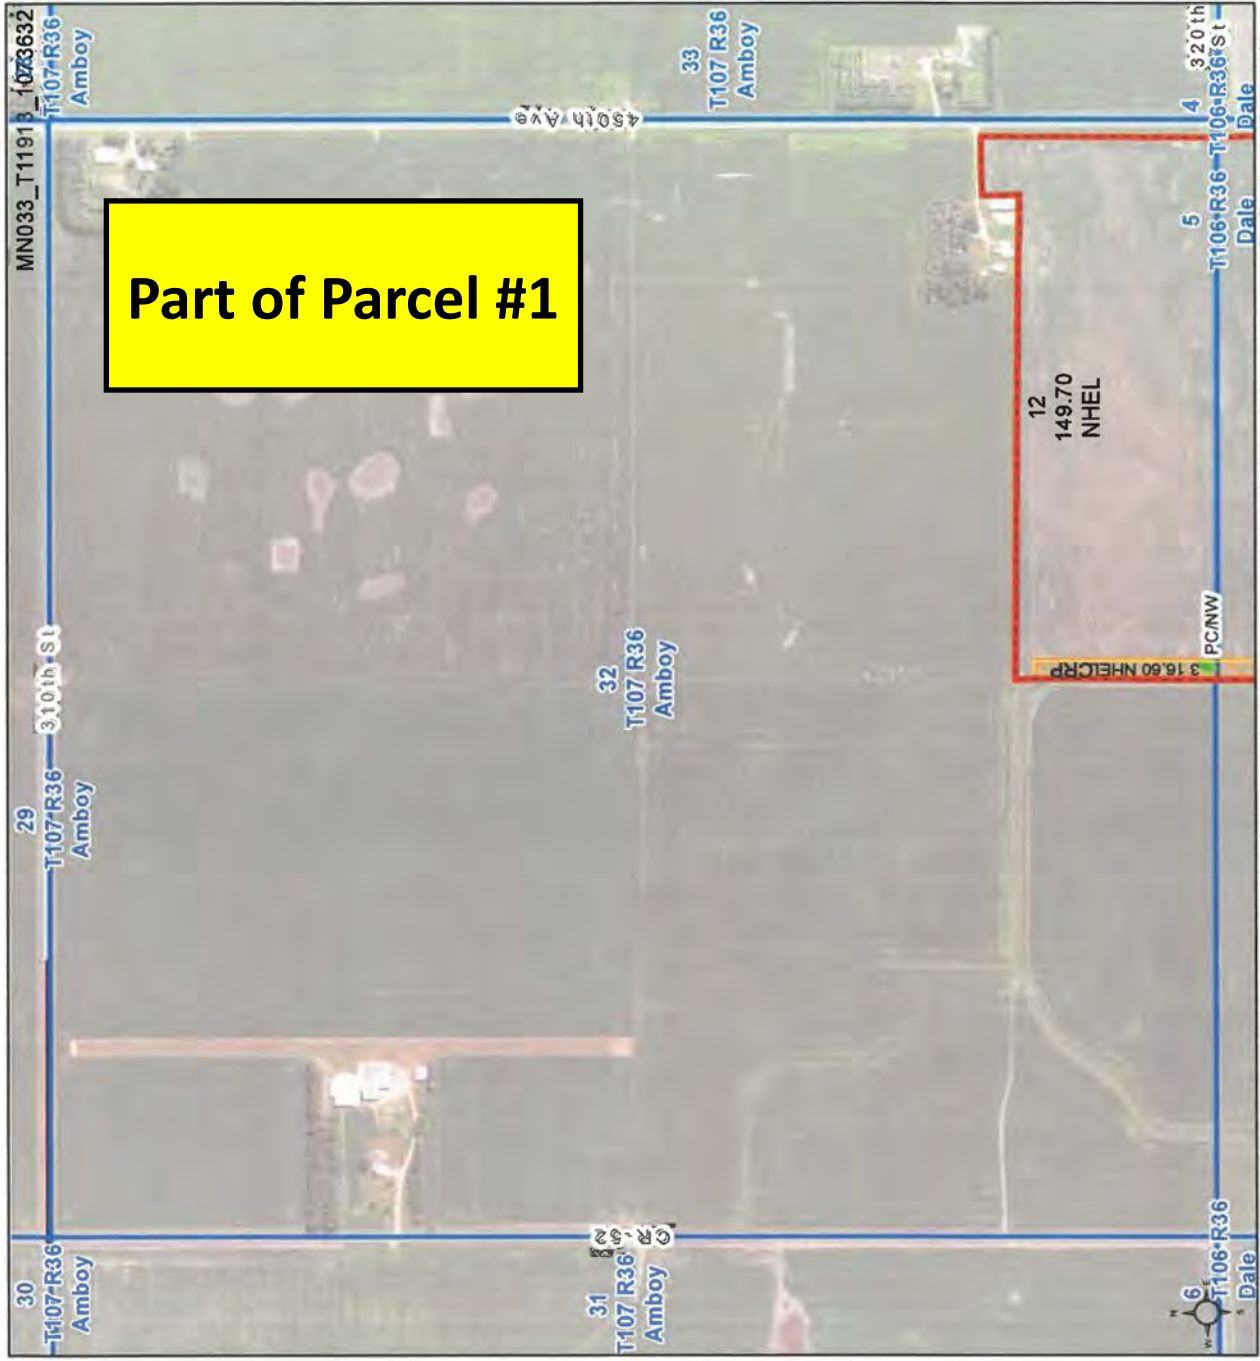 MN033_T11913_1073632
T107 R36
Amboy
450th Ave
33
T107 R36
Amboy
320th
St
4
T106 R36
Dale
5
T106 R36
Dale
Part of Parcel #1
310th St
29
T107 R36
Amboy
32
T107 R36
Amboy
12
149.70
NHEL
3 16.60 NHELCRP
PC/NW
30
T107 R36
Amboy
CR 52
31
T107 R36
Amboy
6
T106 R36
Dale
N
E
S
W